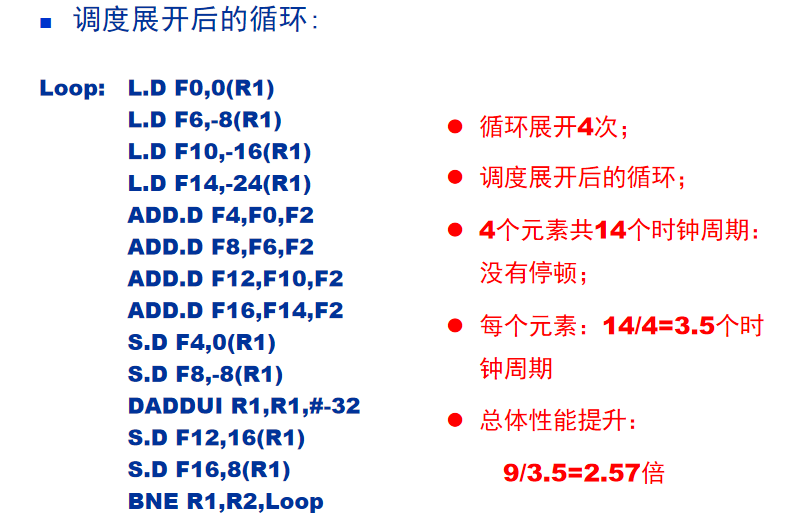 调度展开后的循环:
Loop: L.D F0,0(R1)
L.D F6,-8(R1)
L.D F10,-16(R1)
L.D F14,-24(R1)
ADD.D F4,F0,F2
ADD.D F8,F6,F2
ADD.D F12,F10,F2
ADD.D F16,F14,F2
S.D F4,0(R1)
S.D F8,-8(R1)
DADDUI R1,R1,#-32
S.D F12,16(R1)
S.D F16,8(R1)
BNE R1,R2,Loop
循环展开4次；
调度展开后的循环；
4个元素共14个时钟周期：
没有停顿；
每个元素：14/4=3.5个时
钟周期
总体性能提升：
9/3.5=2.57倍